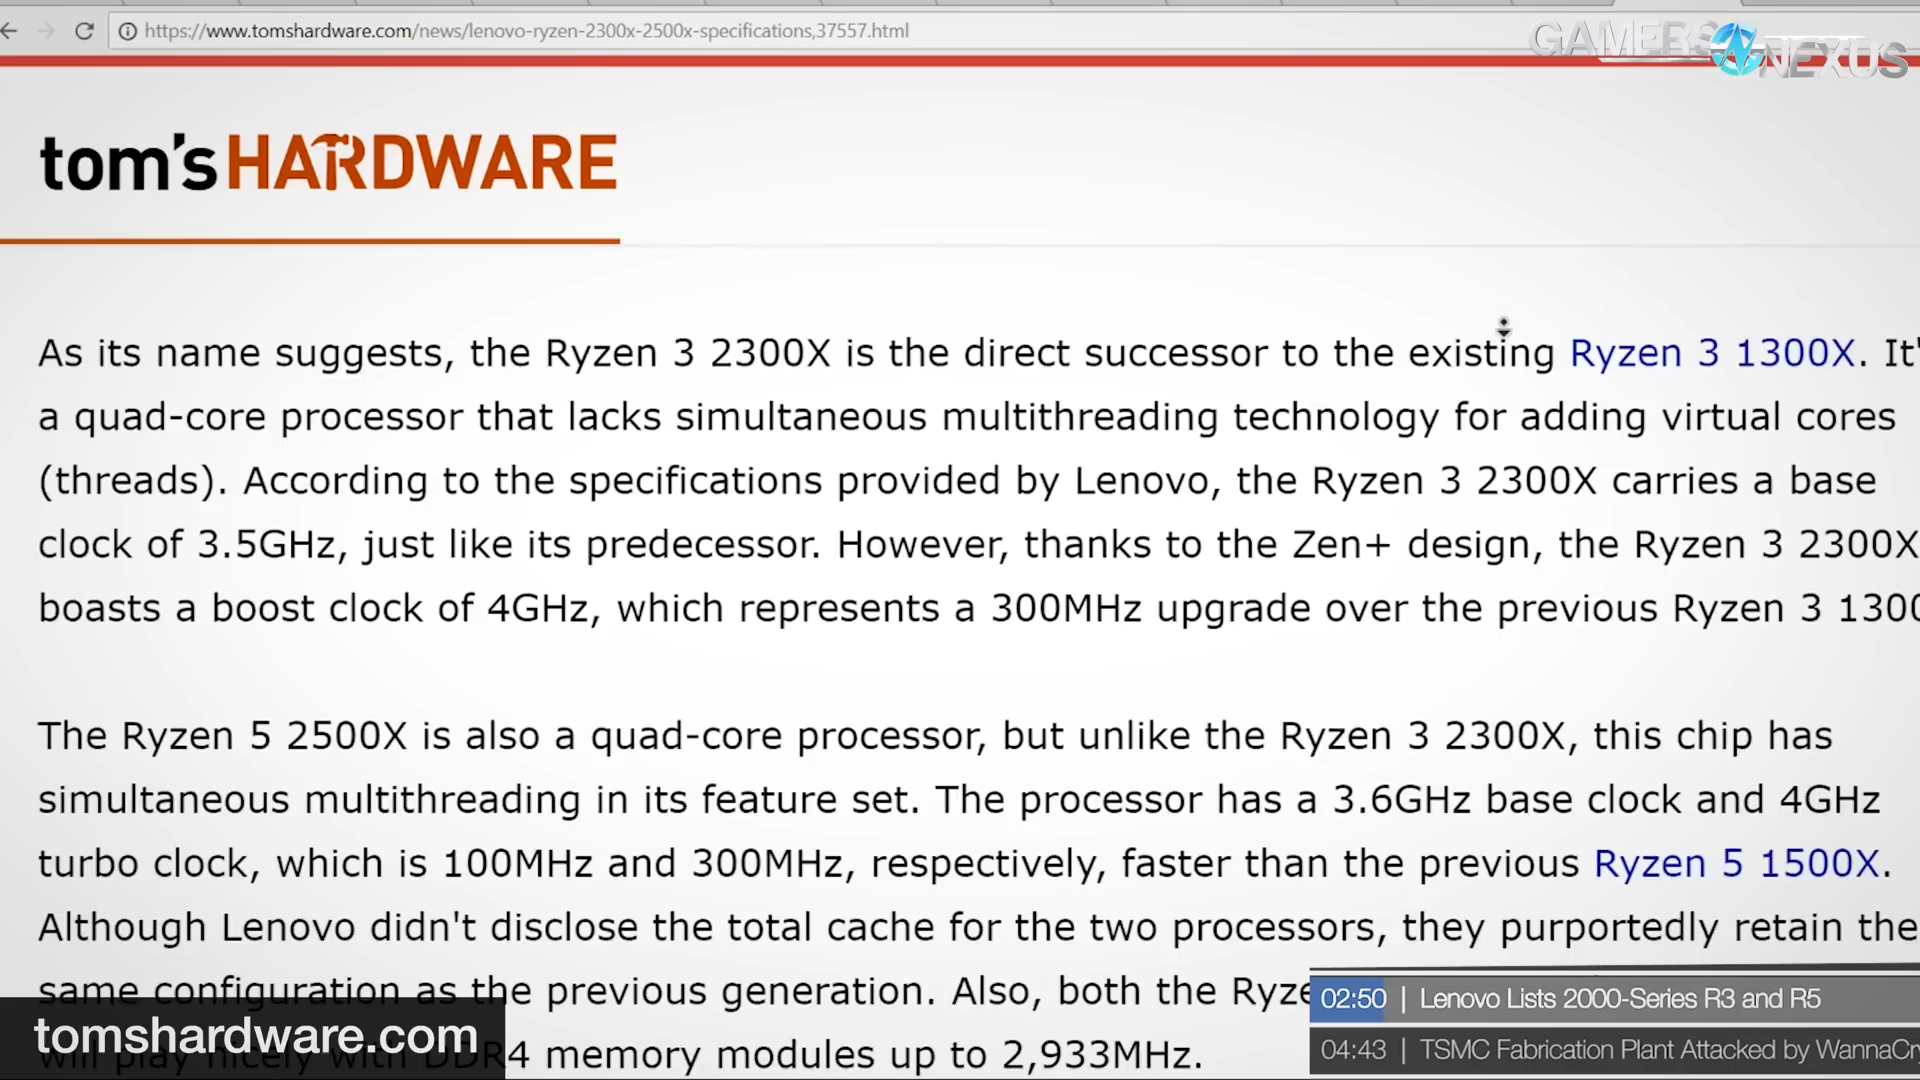 https://www.tomshardware.com/news/lenovo-ryzen-2300x-2500x-specifications,37557.html
GAMERS NEXUS
tom's HARDWARE
As its name suggests, the Ryzen 3 2300X is the direct successor to the existing Ryzen 3 1300X. It'
a quad-core processor that lacks simultaneous multithreading technology for adding virtual cores
(threads). According to the specifications provided by Lenovo, the Ryzen 3 2300X carries a base
clock of 3.5GHz, just like its predecessor. However, thanks to the Zen+ design, the Ryzen 3 2300X
boasts a boost clock of 4GHz, which represents a 300MHz upgrade over the previous Ryzen 3 1300
The Ryzen 5 2500X is also a quad-core processor, but unlike the Ryzen 3 2300X, this chip has
simultaneous multithreading in its feature set. The processor has a 3.6GHz base clock and 4GHz
turbo clock, which is 100MHz and 300MHz, respectively, faster than the previous Ryzen 5 1500X.
Although Lenovo didn't disclose the total cache for the two processors, they purportedly retain the
same configuration as the previous generation. Also, both the Ryze
will play nicely with DDR4 memory modules up to 2,933MHz.
tomshardware.com
02:50 | Lenovo Lists 2000-Series R3 and R5
04:43 | TSMC Fabrication Plant Attacked by WannaCry